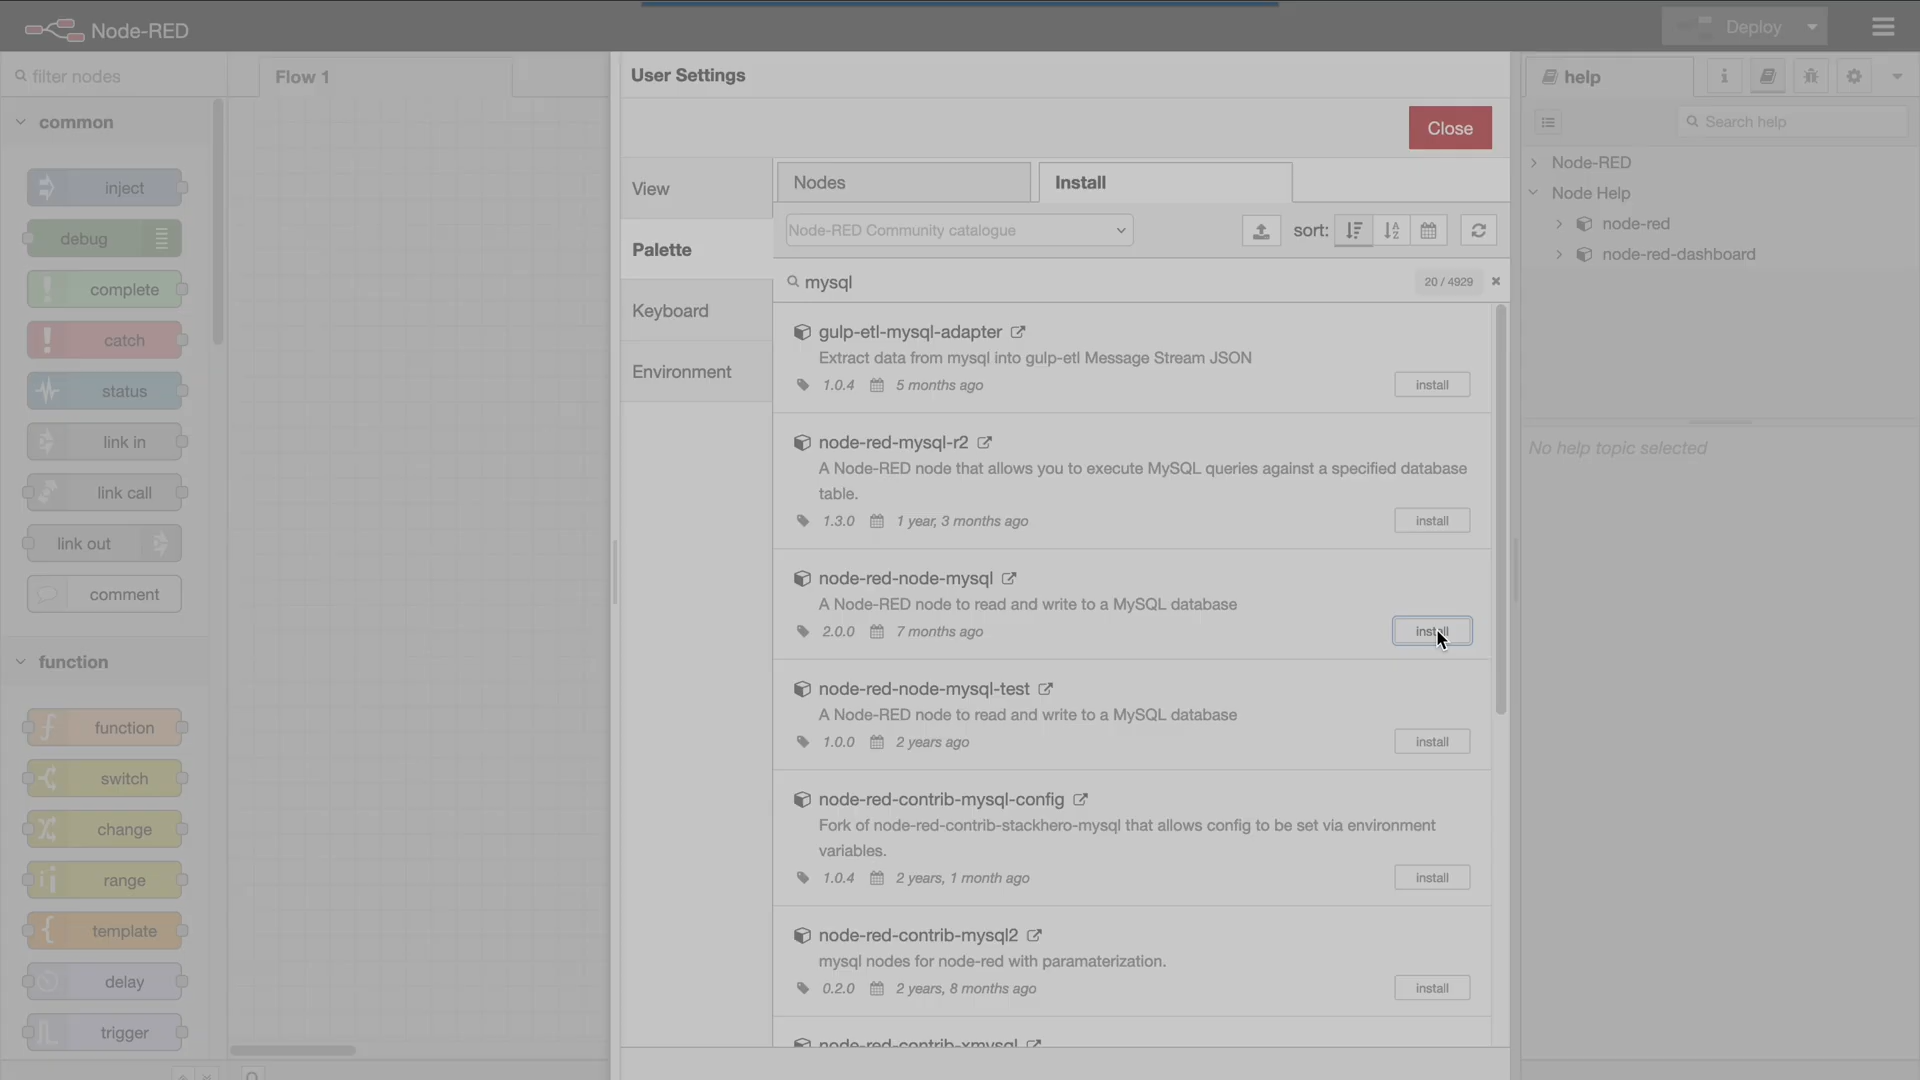 Node-RED
Deploy
filter nodes
Flow 1
common
inject
debug
complete
catch
status
link in
link call
link out
comment
function
function
switch
change
range
template
delay
trigger
User Settings
Close
View
Palette
Keyboard
Environment
Nodes
Install
Node-RED Community catalogue
sort:
mysql
20 / 4929
gulp-etl-mysql-adapter
Extract data from mysql into gulp-etl Message Stream JSON
1.0.4 5 months ago
install
node-red-mysql-r2
A Node-RED node that allows you to execute MySQL queries against a specified database
table.
1.3.0 1 year, 3 months ago
install
node-red-node-mysql
A Node-RED node to read and write to a MySQL database
2.0.0 7 months ago
install
node-red-node-mysql-test
A Node-RED node to read and write to a MySQL database
1.0.0 2 years ago
install
node-red-contrib-mysql-config
Fork of node-red-contrib-stackhero-mysql that allows config to be set via environment
variables.
1.0.4 2 years, 1 month ago
install
node-red-contrib-mysql2
mysql nodes for node-red with paramaterization.
0.2.0 2 years, 8 months ago
install
node-red-contrib-xmysql
help
Search help
Node-RED
Node Help
node-red
node-red-dashboard
No help topic selected